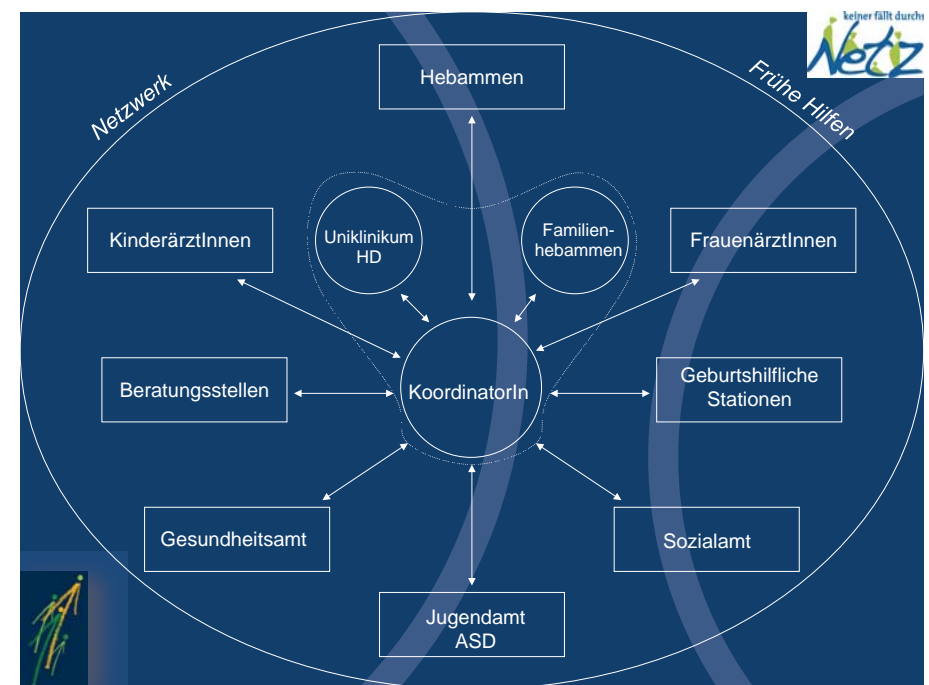 keiner fällt durchs
Netz
Netzwerk
Frühe Hilfen
Hebammen
KinderärztInnen
Uniklinikum
HD
Familien-
hebammen
FrauenärztInnen
Beratungsstellen
KoordinatorIn
Geburtshilfliche
Stationen
Gesundheitsamt
Sozialamt
Jugendamt
ASD